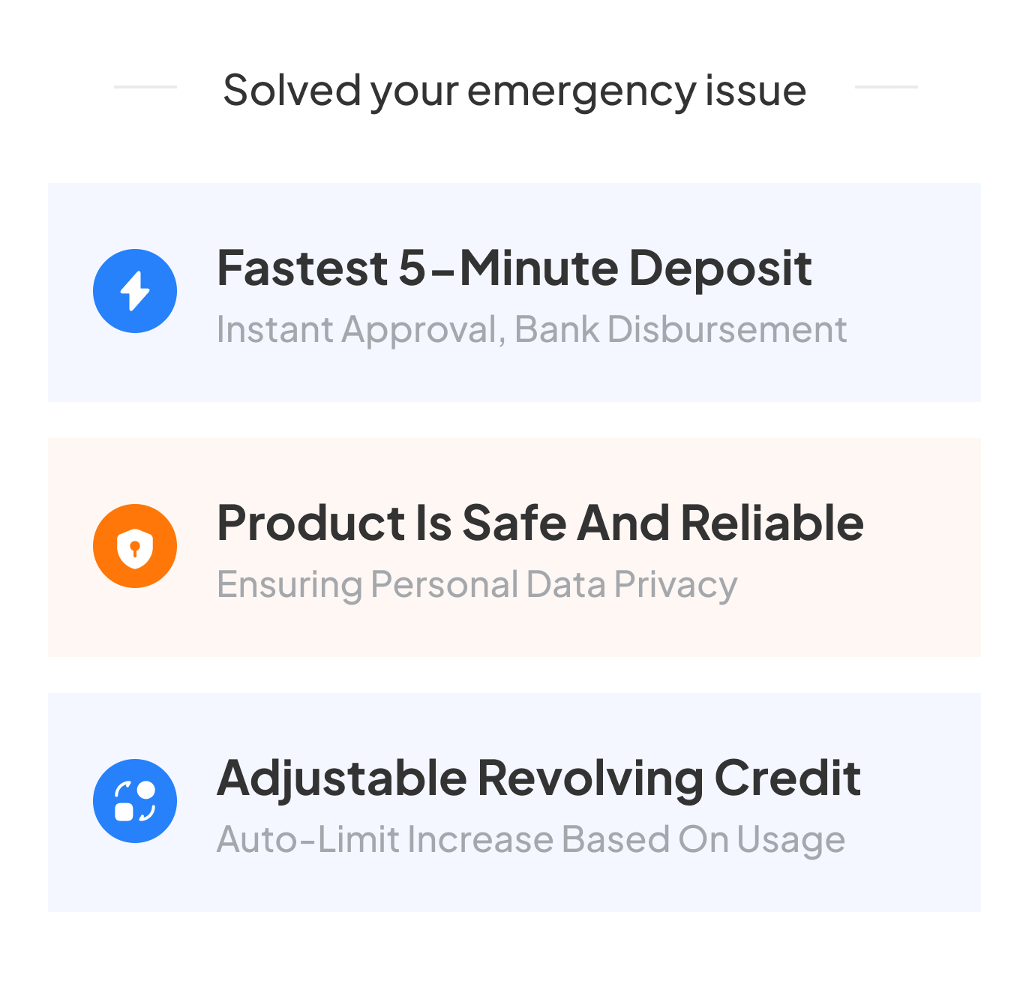 Solved your emergency issue
Fastest 5–Minute Deposit
Instant Approval, Bank Disbursement
Product Is Safe And Reliable
Ensuring Personal Data Privacy
Adjustable Revolving Credit
Auto-Limit Increase Based On Usage